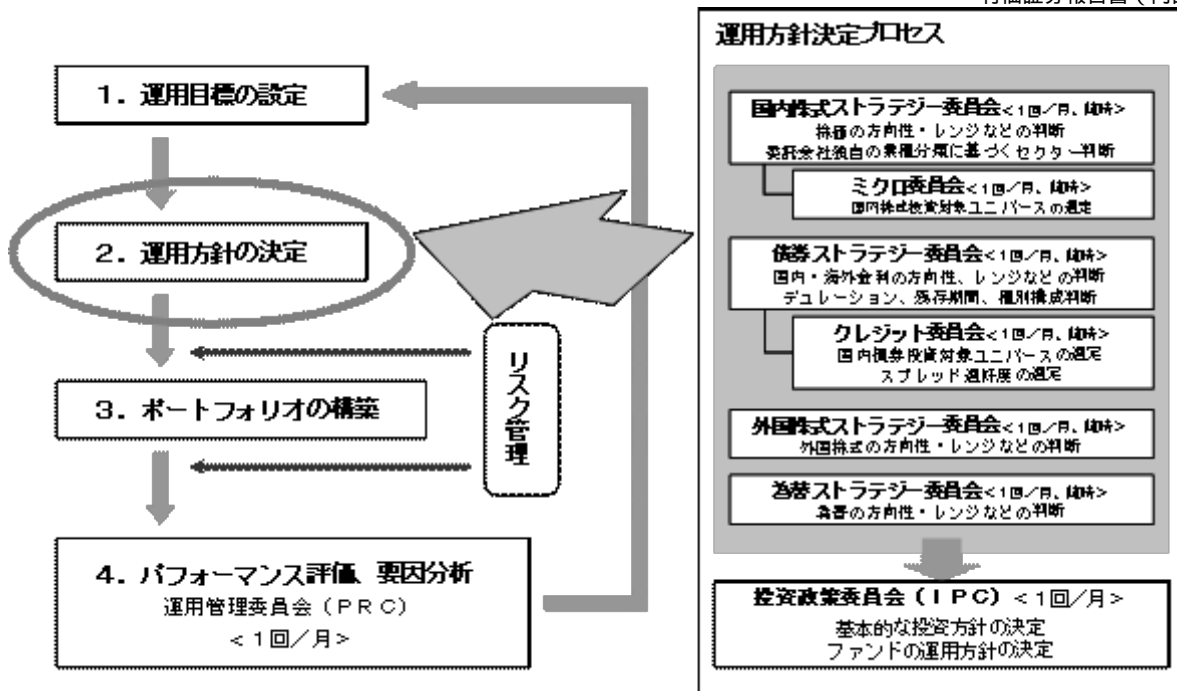 1. 運用目標の設定
2. 運用方針の決定
3. ポートフォリオの構築
リスク管理
4. パフォーマンス評価、要因分析
運用管理委員会（PRC）
<1回／月>
運用方針決定プロセス
国内株式ストラテジー委員会<1回／月、臨時>
株価の方向性・レンジなどの判断
委託会社独自の業種分類に基づくセクター判断
ミクロ委員会<1回／月、臨時>
国内株式投資対象ユニバースの選定
債券ストラテジー委員会<1回／月、臨時>
国内・海外金利の方向性、レンジなどの判断
デュレーション、残存期間、種別構成判断
クレジット委員会<1回／月、臨時>
国内債券投資対象ユニバースの選定
スプレッド選好度の選定
外国株式ストラテジー委員会<1回／月、臨時>
外国株式の方向性・レンジなどの判断
為替ストラテジー委員会<1回／月、臨時>
為替の方向性・レンジなどの判断
投資政策委員会（IPC）<1回／月>
基本的な投資方針の決定
ファンドの運用方針の決定